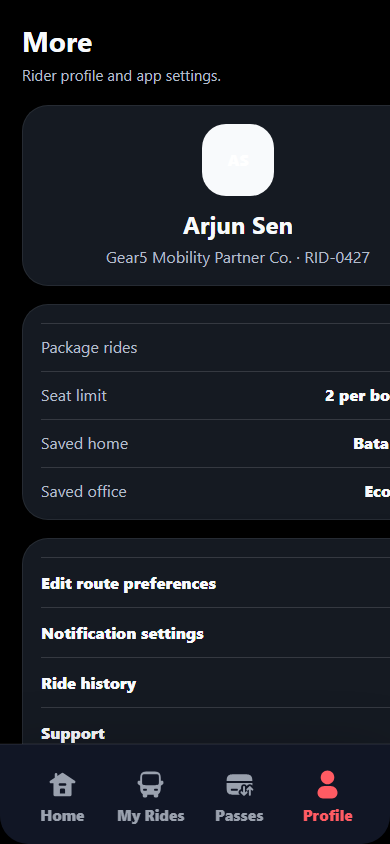 More
Rider profile and app settings.
AS
Arjun Sen
Gear5 Mobility Partner Co. · RID-0427
Package rides
Seat limit 2 per bo
Saved home Bata
Saved office Eco
Edit route preferences
Notification settings
Ride history
Support
Home My Rides Passes Profile